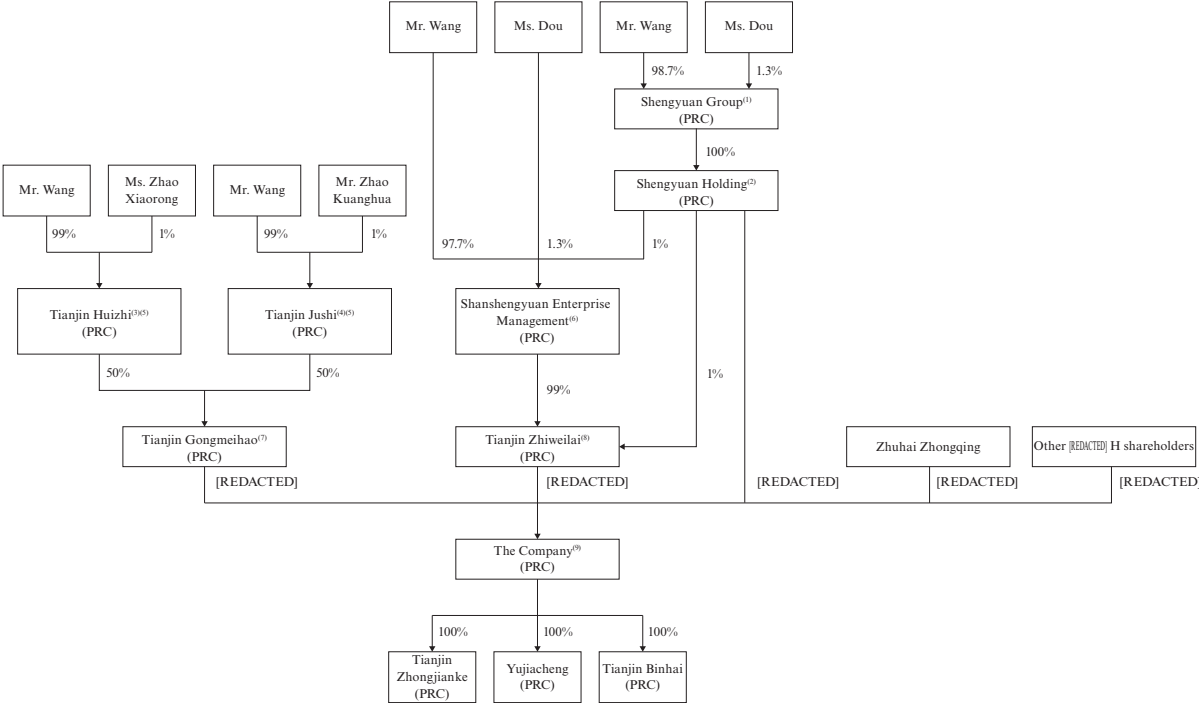 Mr. Wang
Ms. Dou
Mr. Wang
Ms. Dou
98.7%
1.3%
Shengyuan Group(1)
(PRC)
100%
Shengyuan Holding(2)
(PRC)
Mr. Wang
Ms. Zhao
Xiaorong
Mr. Wang
Mr. Zhao
Kuanghua
99%
1%
99%
1%
97.7%
1.3%
1%
Tianjin Huizhi(3)(5)
(PRC)
Tianjin Jushi(4)(5)
(PRC)
Shanshengyuan Enterprise
Management(6)
(PRC)
50%
50%
99%
1%
Tianjin Gongmeihao(7)
(PRC)
Tianjin Zhiweilai(8)
(PRC)
Zhuhai Zhongqing
Other [REDACTED] H shareholders
[REDACTED]
[REDACTED]
[REDACTED]
[REDACTED]
[REDACTED]
The Company(9)
(PRC)
100%
100%
100%
Tianjin
Zhongjianke
(PRC)
Yujiacheng
(PRC)
Tianjin Binhai
(PRC)